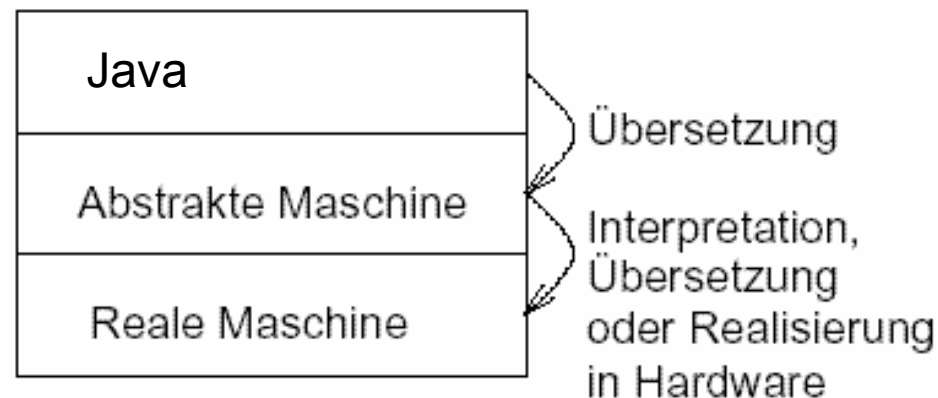 Java
Übersetzung
Abstrakte Maschine
Interpretation,
Übersetzung
oder Realisierung
in Hardware
Reale Maschine